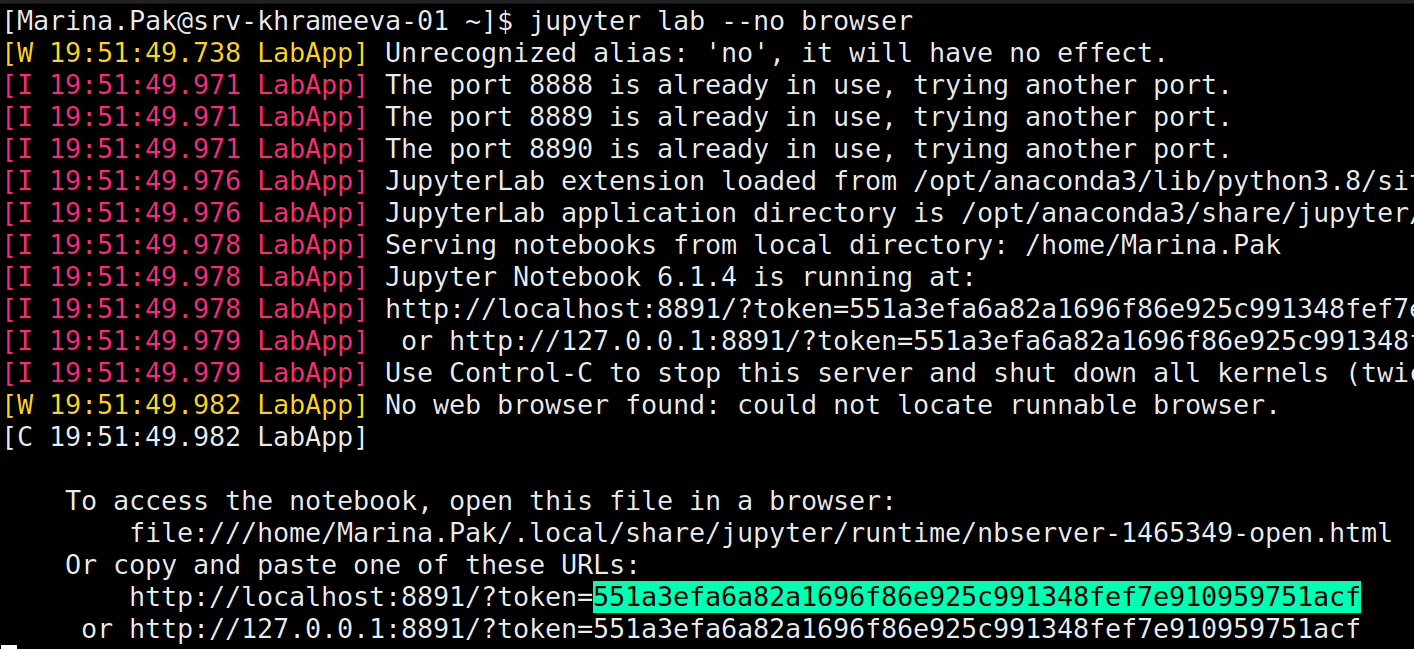 [Marina.Pak@srv-khrameeva-01 ~]$ jupyter lab --no browser
[W 19:51:49.738 LabApp] Unrecognized alias: 'no', it will have no effect.
[I 19:51:49.971 LabApp] The port 8888 is already in use, trying another port.
[I 19:51:49.971 LabApp] The port 8889 is already in use, trying another port.
[I 19:51:49.971 LabApp] The port 8890 is already in use, trying another port.
[I 19:51:49.976 LabApp] JupyterLab extension loaded from /opt/anaconda3/lib/python3.8/sit
[I 19:51:49.976 LabApp] JupyterLab application directory is /opt/anaconda3/share/jupyter/
[I 19:51:49.978 LabApp] Serving notebooks from local directory: /home/Marina.Pak
[I 19:51:49.978 LabApp] Jupyter Notebook 6.1.4 is running at:
[I 19:51:49.978 LabApp] http://localhost:8891/?token=551a3efa6a82a1696f86e925c991348fef7e
[I 19:51:49.979 LabApp]  or http://127.0.0.1:8891/?token=551a3efa6a82a1696f86e925c991348f
[I 19:51:49.979 LabApp] Use Control-C to stop this server and shut down all kernels (twic
[W 19:51:49.982 LabApp] No web browser found: could not locate runnable browser.
[C 19:51:49.982 LabApp]
To access the notebook, open this file in a browser:
file:///home/Marina.Pak/.local/share/jupyter/runtime/nbserver-1465349-open.html
Or copy and paste one of these URLs:
http://localhost:8891/?token=551a3efa6a82a1696f86e925c991348fef7e910959751acf
or http://127.0.0.1:8891/?token=551a3efa6a82a1696f86e925c991348fef7e910959751acf